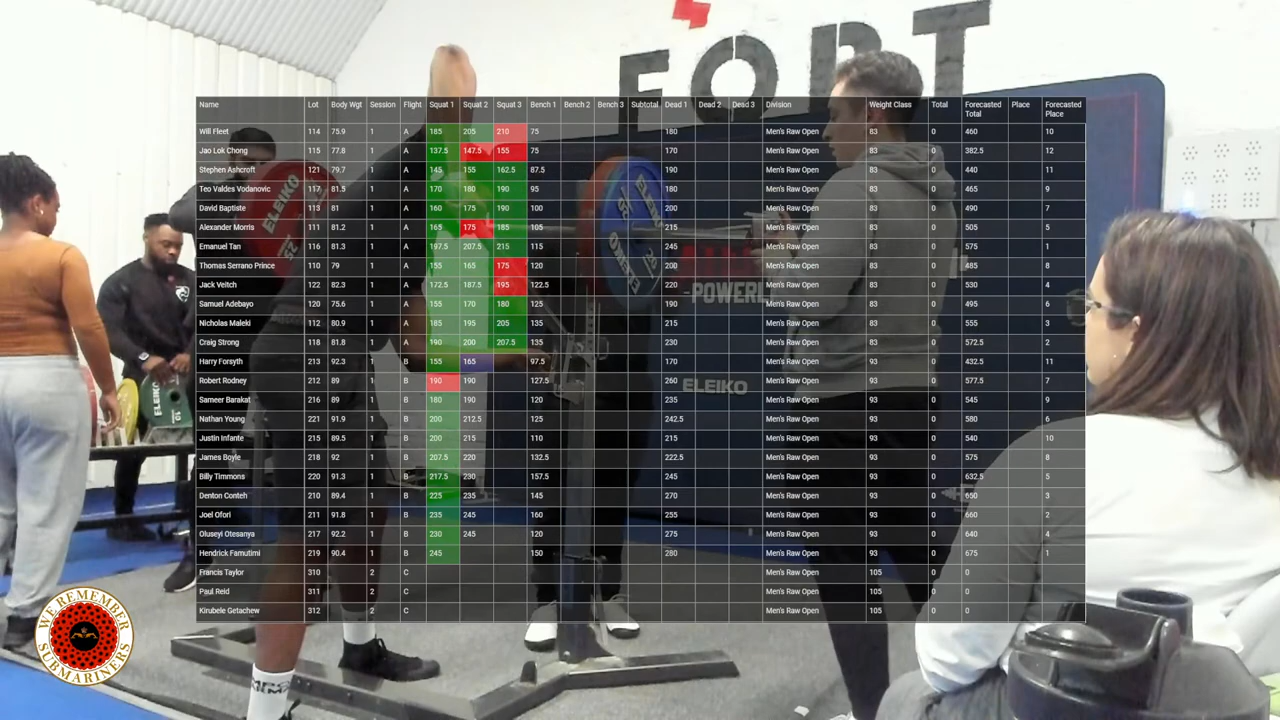 FORT
Name Lot Body Wgt Session Flight Squat 1 Squat 2 Squat 3 Bench 1 Bench 2 Bench 3 Subtotal Dead 1 Dead 2 Dead 3 Division Weight Class Total Forecasted Total Place Forecasted Place
Will Fleet 114 75.9 1 A 185 205 210 75 180 Men's Raw Open 83 0 460 10
Jao Lok Chong 115 77.8 1 A 137.5 147.5 155 75 170 Men's Raw Open 83 0 382.5 12
Stephen Ashcroft 121 79.7 1 A 145 155 162.5 87.5 190 Men's Raw Open 83 0 440 11
Teo Valdes Vodanovic 117 81.5 1 A 170 180 190 95 180 Men's Raw Open 83 0 465 9
David Baptiste 113 81 1 A 160 175 190 100 200 Men's Raw Open 83 0 490 7
Alexander Morris 111 81.2 1 A 165 175 185 105 215 Men's Raw Open 83 0 505 5
Emanuel Tan 116 81.3 1 A 197.5 207.5 215 115 245 Men's Raw Open 83 0 575 1
Thomas Serrano Prince 110 79 1 A 155 165 175 120 200 Men's Raw Open 83 0 485 8
Jack Veitch 122 82.3 1 A 172.5 187.5 195 122.5 220 Men's Raw Open 83 0 530 4
Samuel Adebayo 120 75.6 1 A 155 170 180 125 190 Men's Raw Open 83 0 495 6
Nicholas Maleki 112 80.9 1 A 185 195 205 135 215 Men's Raw Open 83 0 555 3
Craig Strong 118 81.8 1 A 190 200 207.5 135 230 Men's Raw Open 83 0 572.5 2
Harry Forsyth 213 92.3 1 B 155 165 97.5 170 Men's Raw Open 93 0 432.5 11
Robert Rodney 212 89 1 B 190 190 127.5 260 Men's Raw Open 93 0 577.5 7
Sameer Barakat 216 89 1 B 180 190 120 235 Men's Raw Open 93 0 545 9
Nathan Young 221 91.9 1 B 200 212.5 125 242.5 Men's Raw Open 93 0 580 6
Justin Infante 215 89.5 1 B 200 215 110 215 Men's Raw Open 93 0 540 10
James Boyle 218 92 1 B 207.5 220 132.5 222.5 Men's Raw Open 93 0 575 8
Billy Timmons 220 91.3 1 B 217.5 230 157.5 245 Men's Raw Open 93 0 632.5 5
Denton Conteh 210 89.4 1 B 225 235 145 270 Men's Raw Open 93 0 650 3
Joel Ofori 211 91.8 1 B 235 245 160 255 Men's Raw Open 93 0 660 2
Oluseyi Otesanya 217 92.2 1 B 230 245 120 275 Men's Raw Open 93 0 640 4
Hendrick Famutimi 219 90.4 1 B 245 150 280 Men's Raw Open 93 0 675 1
Francis Taylor 310 2 C Men's Raw Open 105 0 0
Paul Reid 311 2 C Men's Raw Open 105 0 0
Kirubele Getachew 312 2 C Men's Raw Open 105 0 0
ELEIKO
25
ELEIKO
20
ELEIKO
-POWERL
ELEIKO
WE REMEMBER
SUBMARINERS